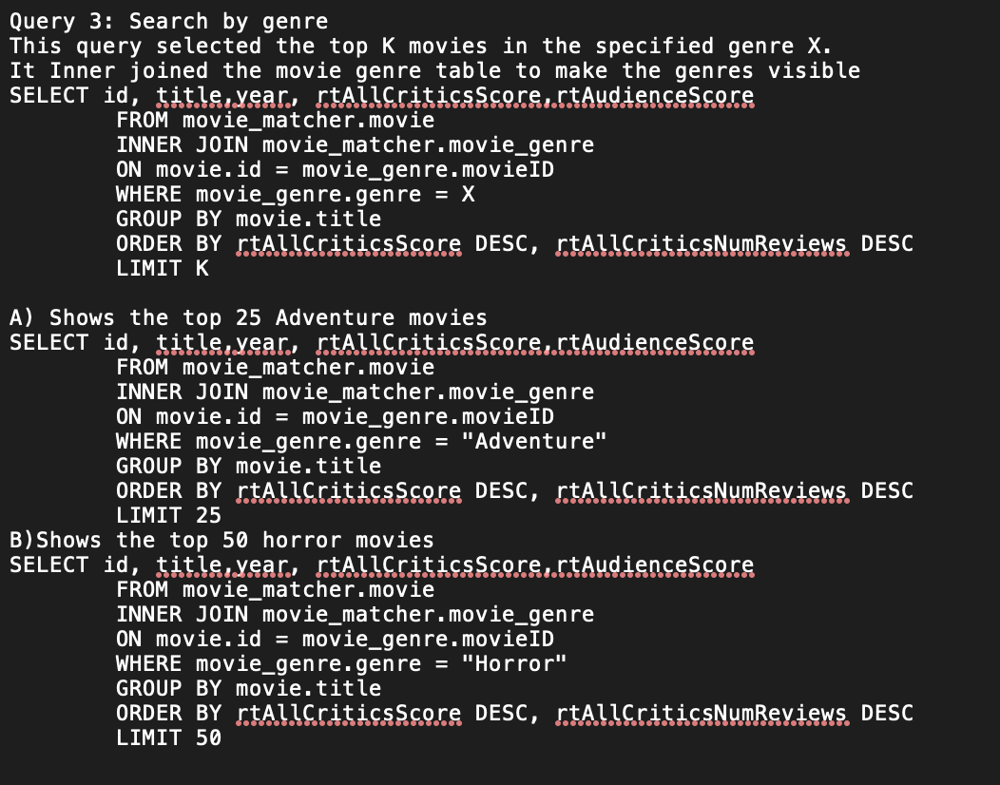 Query 3: Search by genre
This query selected the top K movies in the specified genre X.
It Inner joined the movie genre table to make the genres visible
SELECT id, title,year, rtAllCriticsScore,rtAudienceScore
        FROM movie_matcher.movie
        INNER JOIN movie_matcher.movie_genre
        ON movie.id = movie_genre.movieID
        WHERE movie_genre.genre = X
        GROUP BY movie.title
        ORDER BY rtAllCriticsScore DESC, rtAllCriticsNumReviews DESC
        LIMIT K

A) Shows the top 25 Adventure movies
SELECT id, title,year, rtAllCriticsScore,rtAudienceScore
        FROM movie_matcher.movie
        INNER JOIN movie_matcher.movie_genre
        ON movie.id = movie_genre.movieID
        WHERE movie_genre.genre = "Adventure"
        GROUP BY movie.title
        ORDER BY rtAllCriticsScore DESC, rtAllCriticsNumReviews DESC
        LIMIT 25
B)Shows the top 50 horror movies
SELECT id, title,year, rtAllCriticsScore,rtAudienceScore
        FROM movie_matcher.movie
        INNER JOIN movie_matcher.movie_genre
        ON movie.id = movie_genre.movieID
        WHERE movie_genre.genre = "Horror"
        GROUP BY movie.title
        ORDER BY rtAllCriticsScore DESC, rtAllCriticsNumReviews DESC
        LIMIT 50